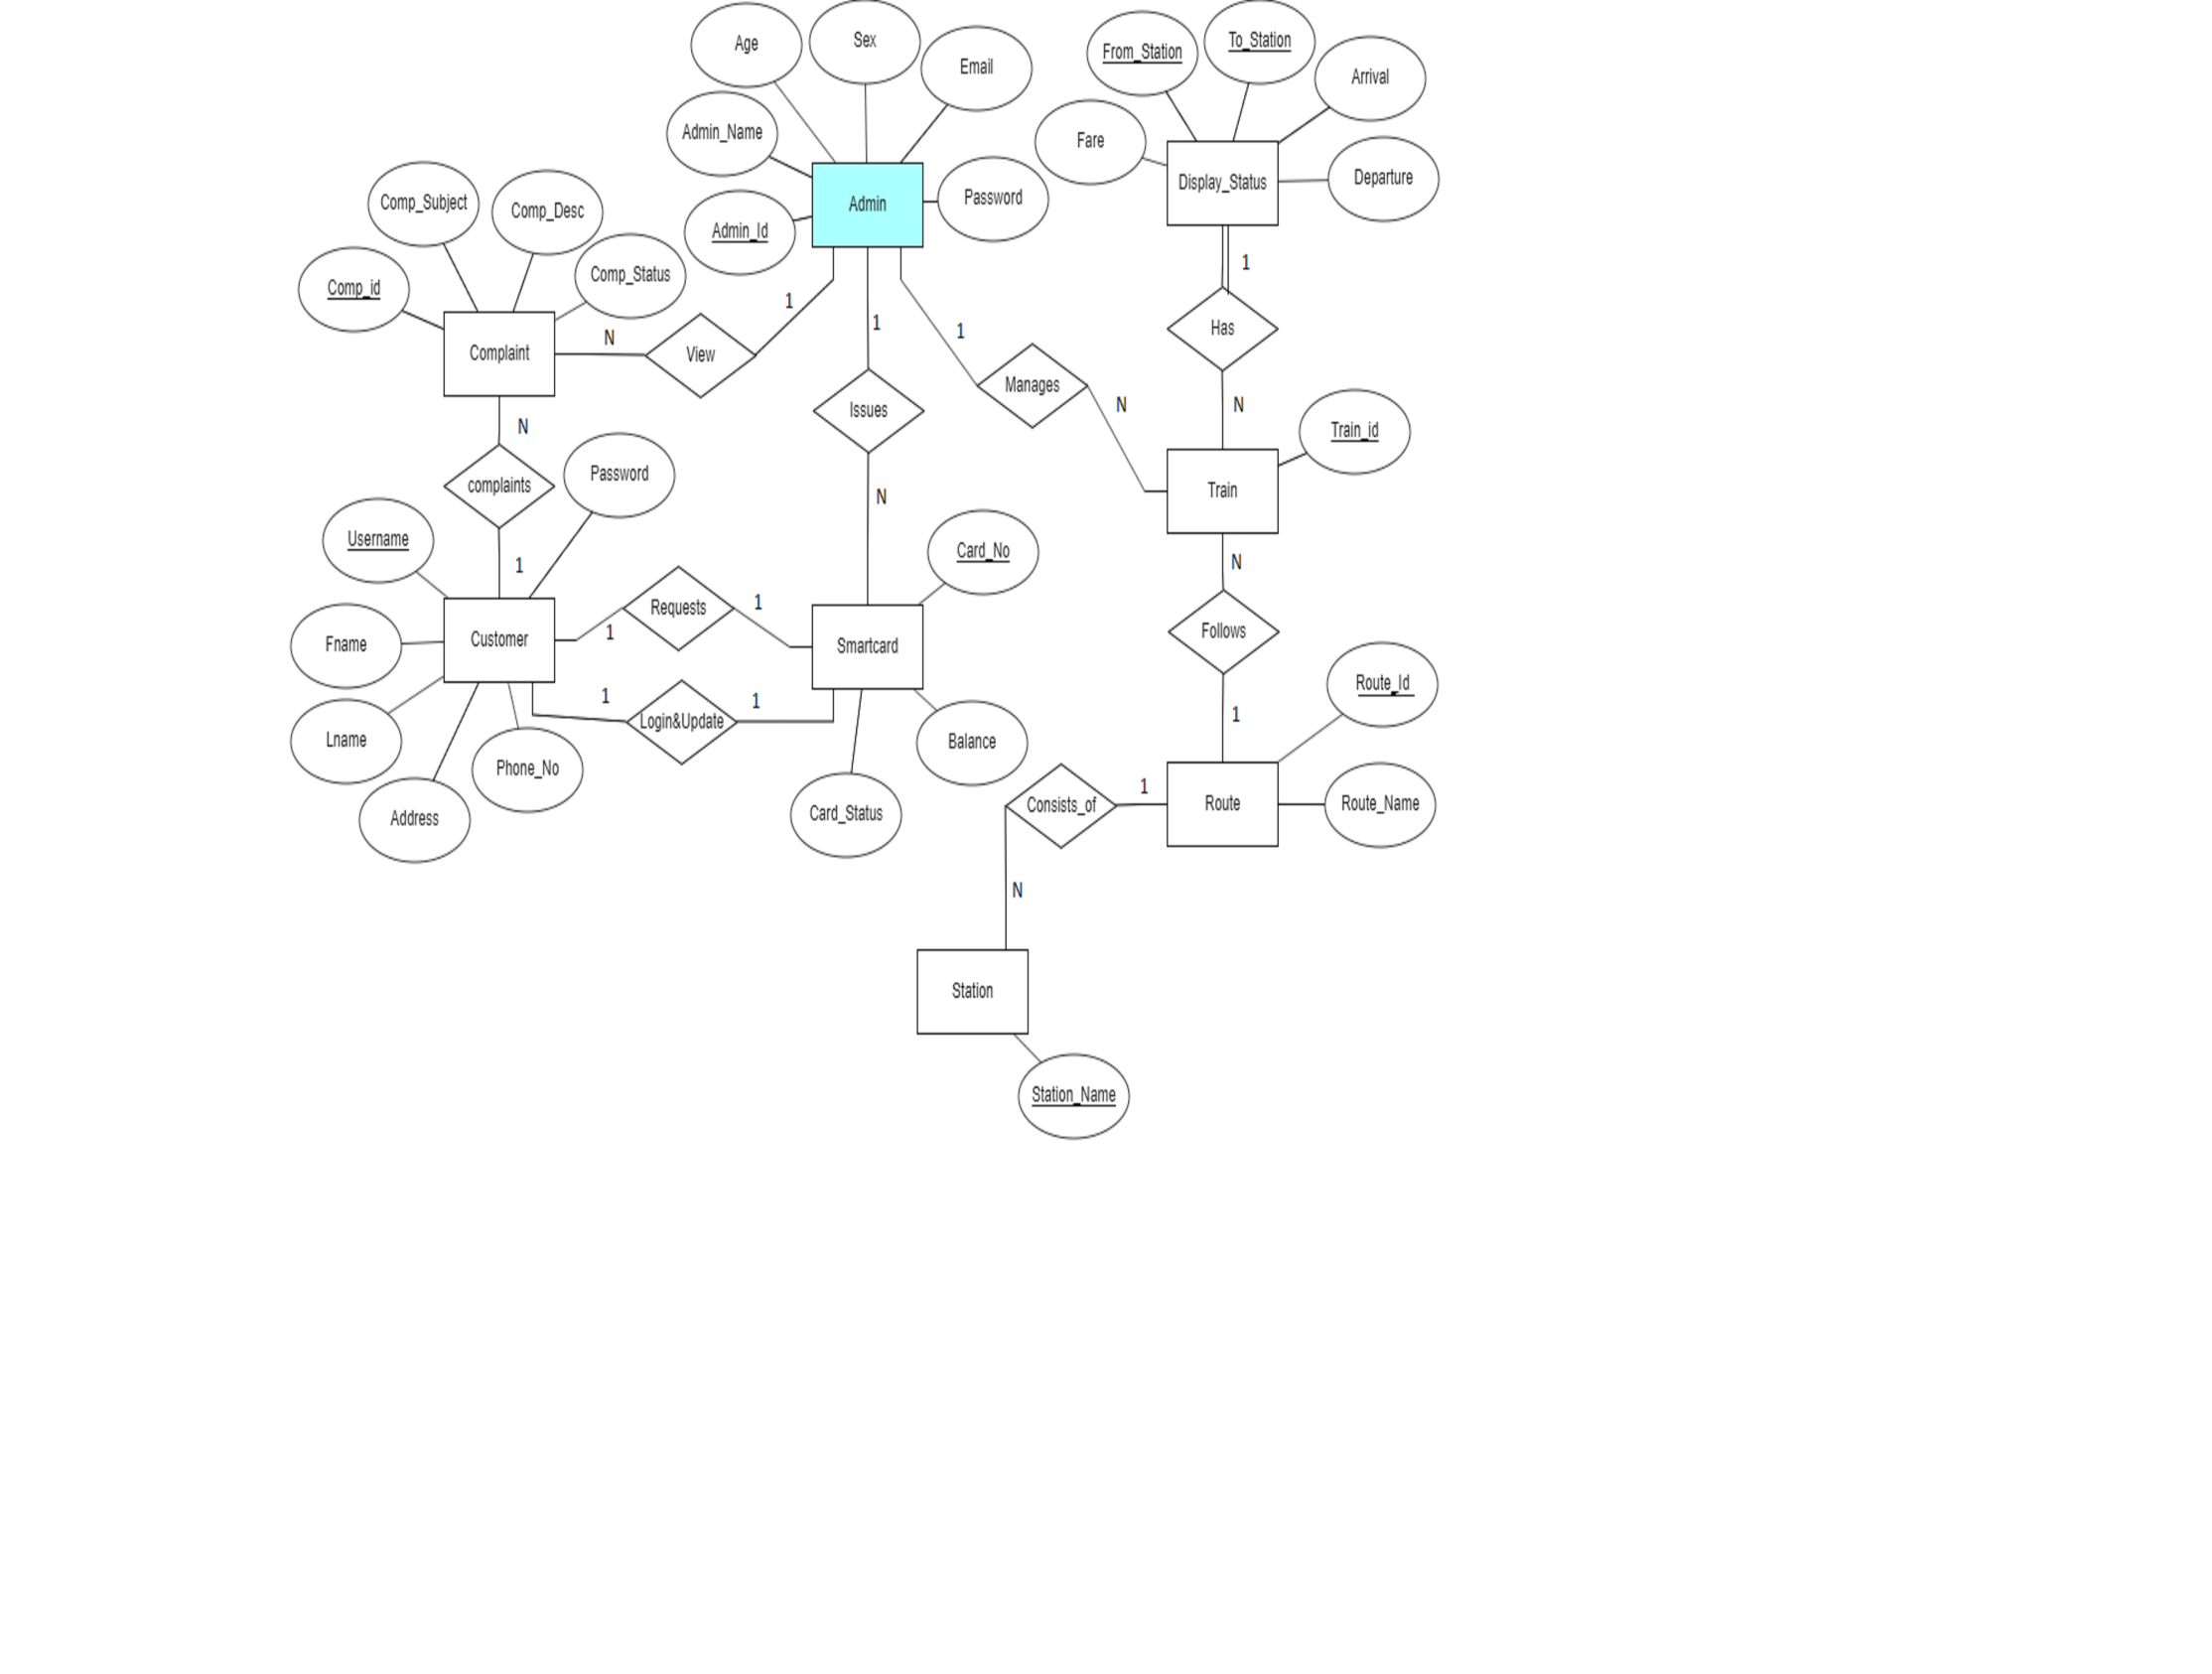 Age
Sex
Email
From_Station
To_Station
Arrival
Admin_Name
Fare
Departure
Display_Status
Password
Admin
Admin_Id
Comp_Subject
Comp_Desc
Comp_Status
Comp_id
1
1
1
1
Has
N
View
Complaint
Manages
N
N
Issues
N
Train_id
complaints
Password
Train
N
Username
1
Card_No
N
Requests
1
1
Follows
Customer
Fname
Smartcard
Route_Id
1
1
1
Login&Update
Lname
Balance
Phone_No
Address
Card_Status
Consists_of
1
Route
Route_Name
N
Station
Station_Name